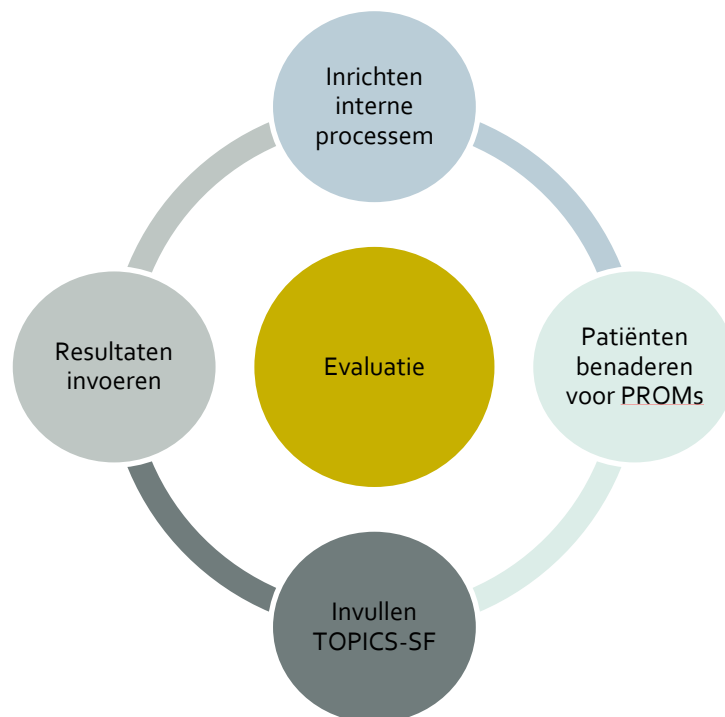 Inrichten
interne
processem
Patiënten
benaderen
voor PROMs
Evaluatie
Resultaten
invoeren
Invullen
TOPICS-SF